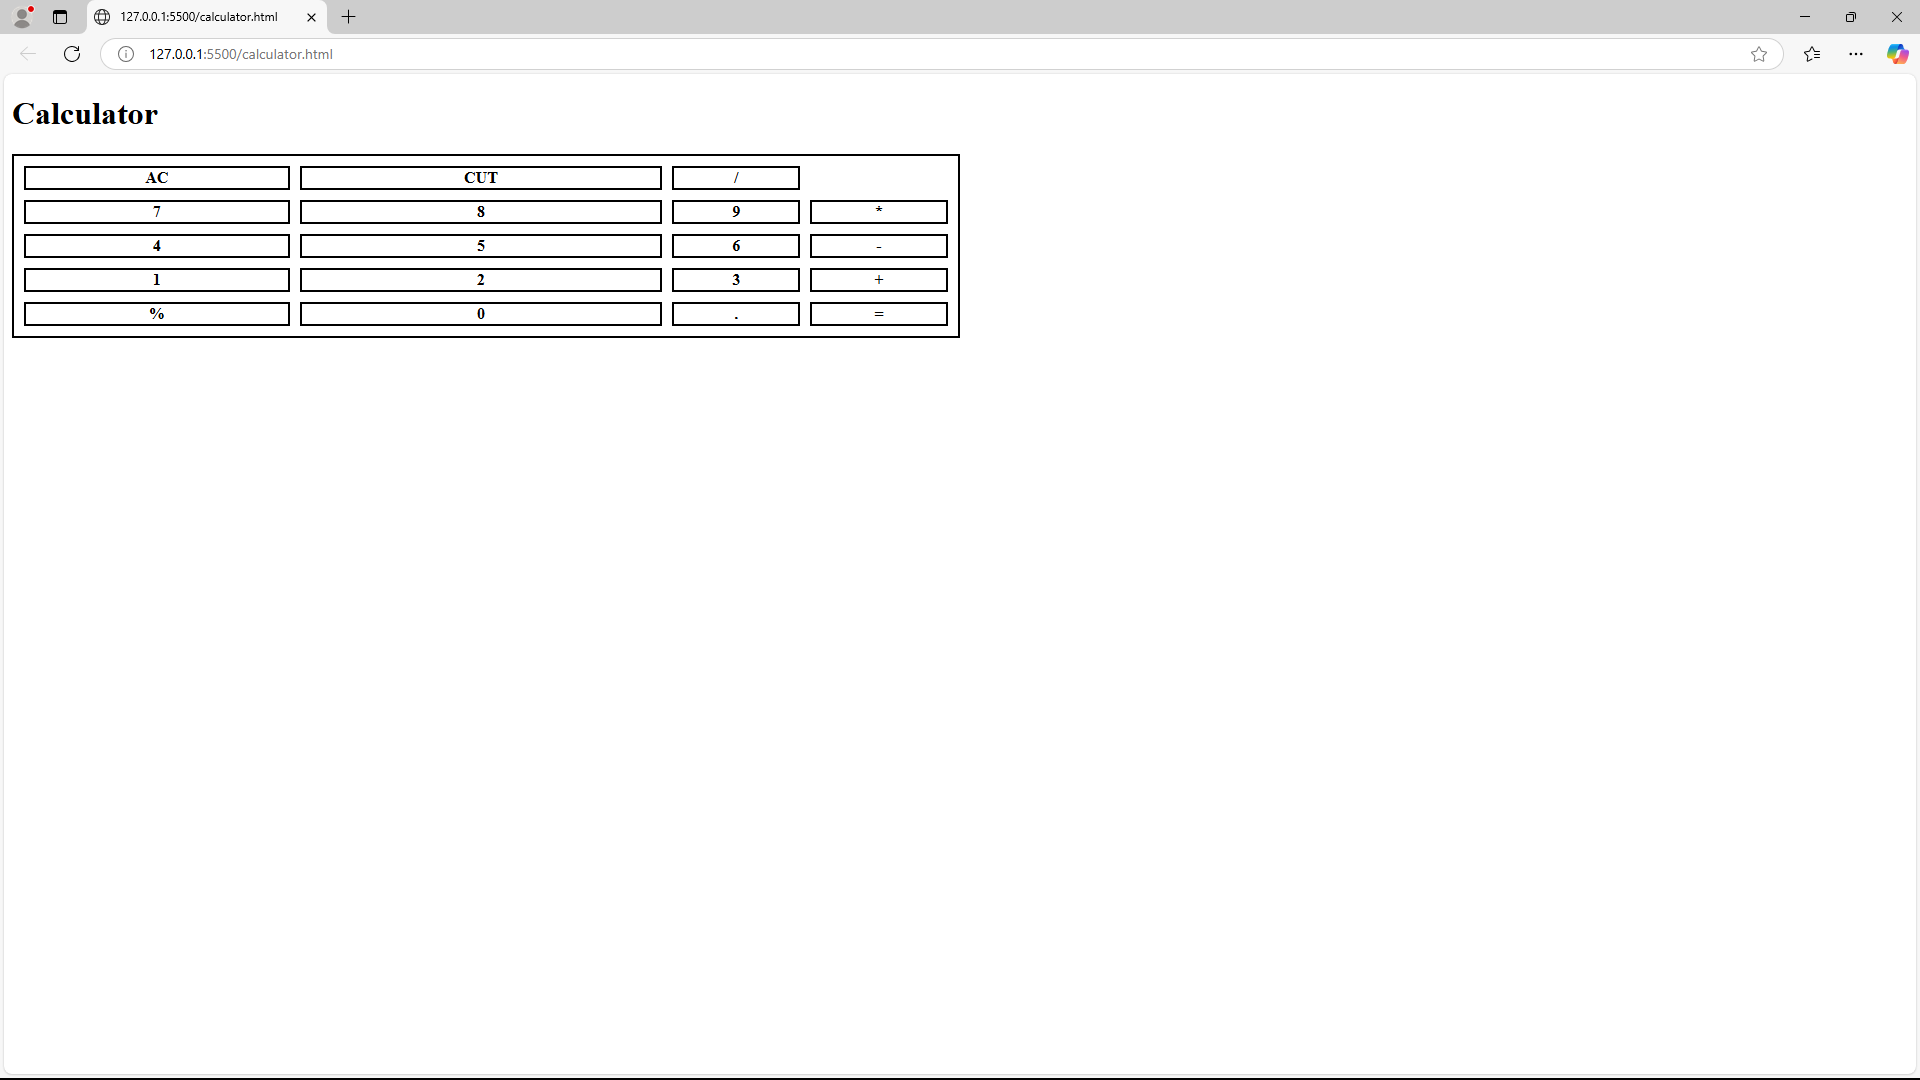 127.0.0.1:5500/calculator.html
127.0.0.1:5500/calculator.html
Calculator
AC CUT /
7 8 9 *
4 5 6 -
1 2 3 +
% 0 . =